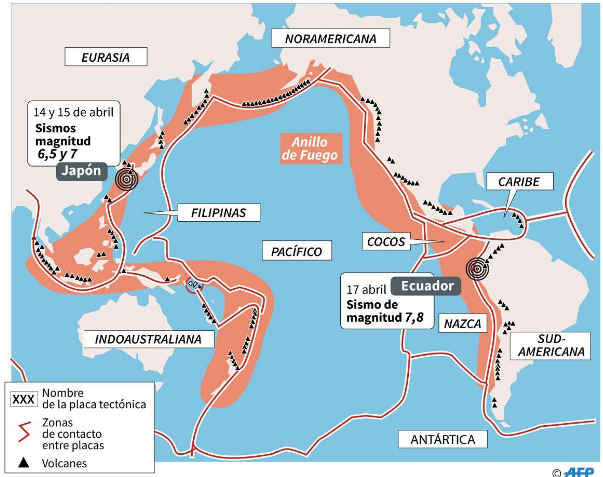 NORAMERICANA
EURASIA
14 y 15 de abril
Sismos
magnitud
6,5 y 7
Japón
Anillo
de Fuego
CARIBE
FILIPINAS
PACÍFICO
COCOS
17 abril
Ecuador
Sismo de
magnitud 7,8
NAZCA
INDOAUSTRALIANA
SUD-
AMERICANA
ANTÁRTICA
XXX
Nombre
de la placa tectónica
Zonas
de contacto
entre placas
Volcanes
© AFP